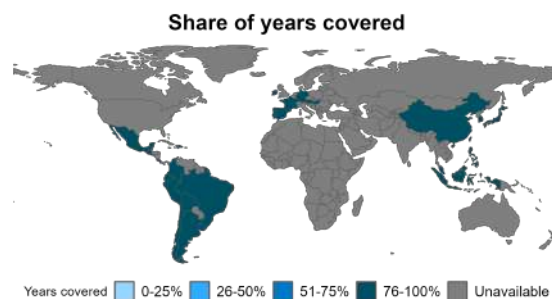 Share of years covered
Years covered 0-25% 26-50% 51-75% 76-100% Unavailable